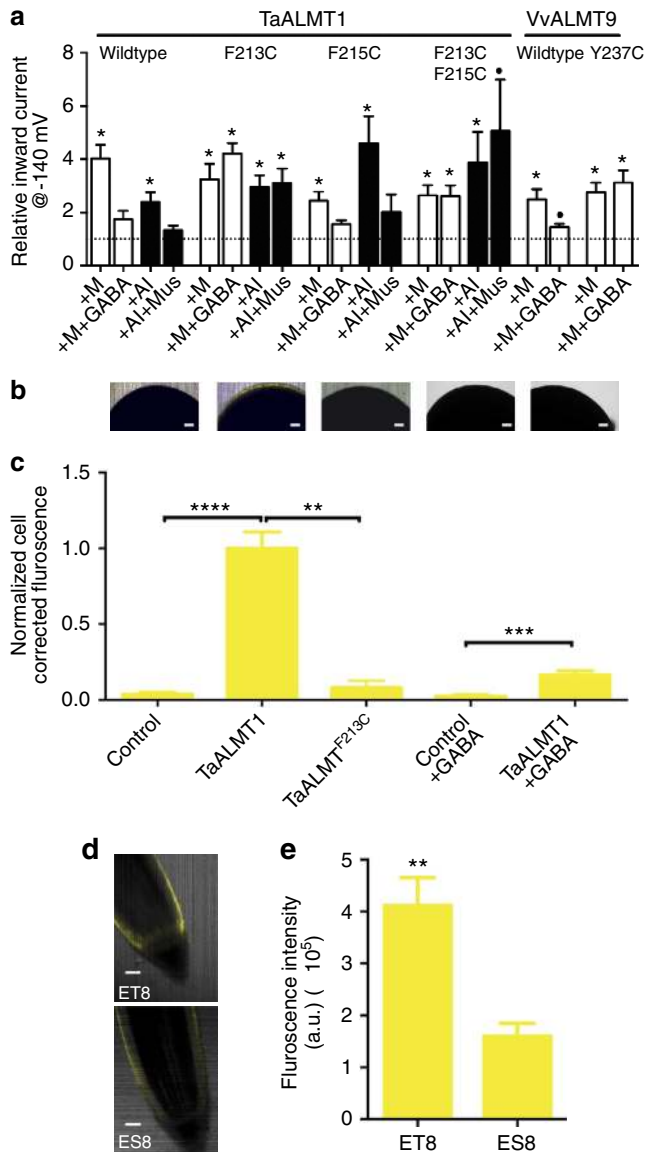 a
TaALMT1 VvALMT9
Wildtype F213C F215C F213C F215C Wildtype Y237C
Relative inward current
@-140 mV
8
6
4
2
0
* * * * * * * * * * * • * • * *
+M +M+GABA +Al +Al+Mus +M +M+GABA +Al +Al+Mus +M +M+GABA +Al +Al+Mus +M +M+GABA +Al +Al+Mus +M +M+GABA +M +M+GABA
b
c
Normalized cell
corrected fluroscence
1.5
1.0
0.5
0.0
**** ** ***
Control
TaALMT1
TaALMT^F213C
Control
+GABA
TaALMT1
+GABA
d
ET8
ES8
e
Fluroscence intensity
(a.u.) ( 10^5)
5
4
3
2
1
0
**
ET8 ES8